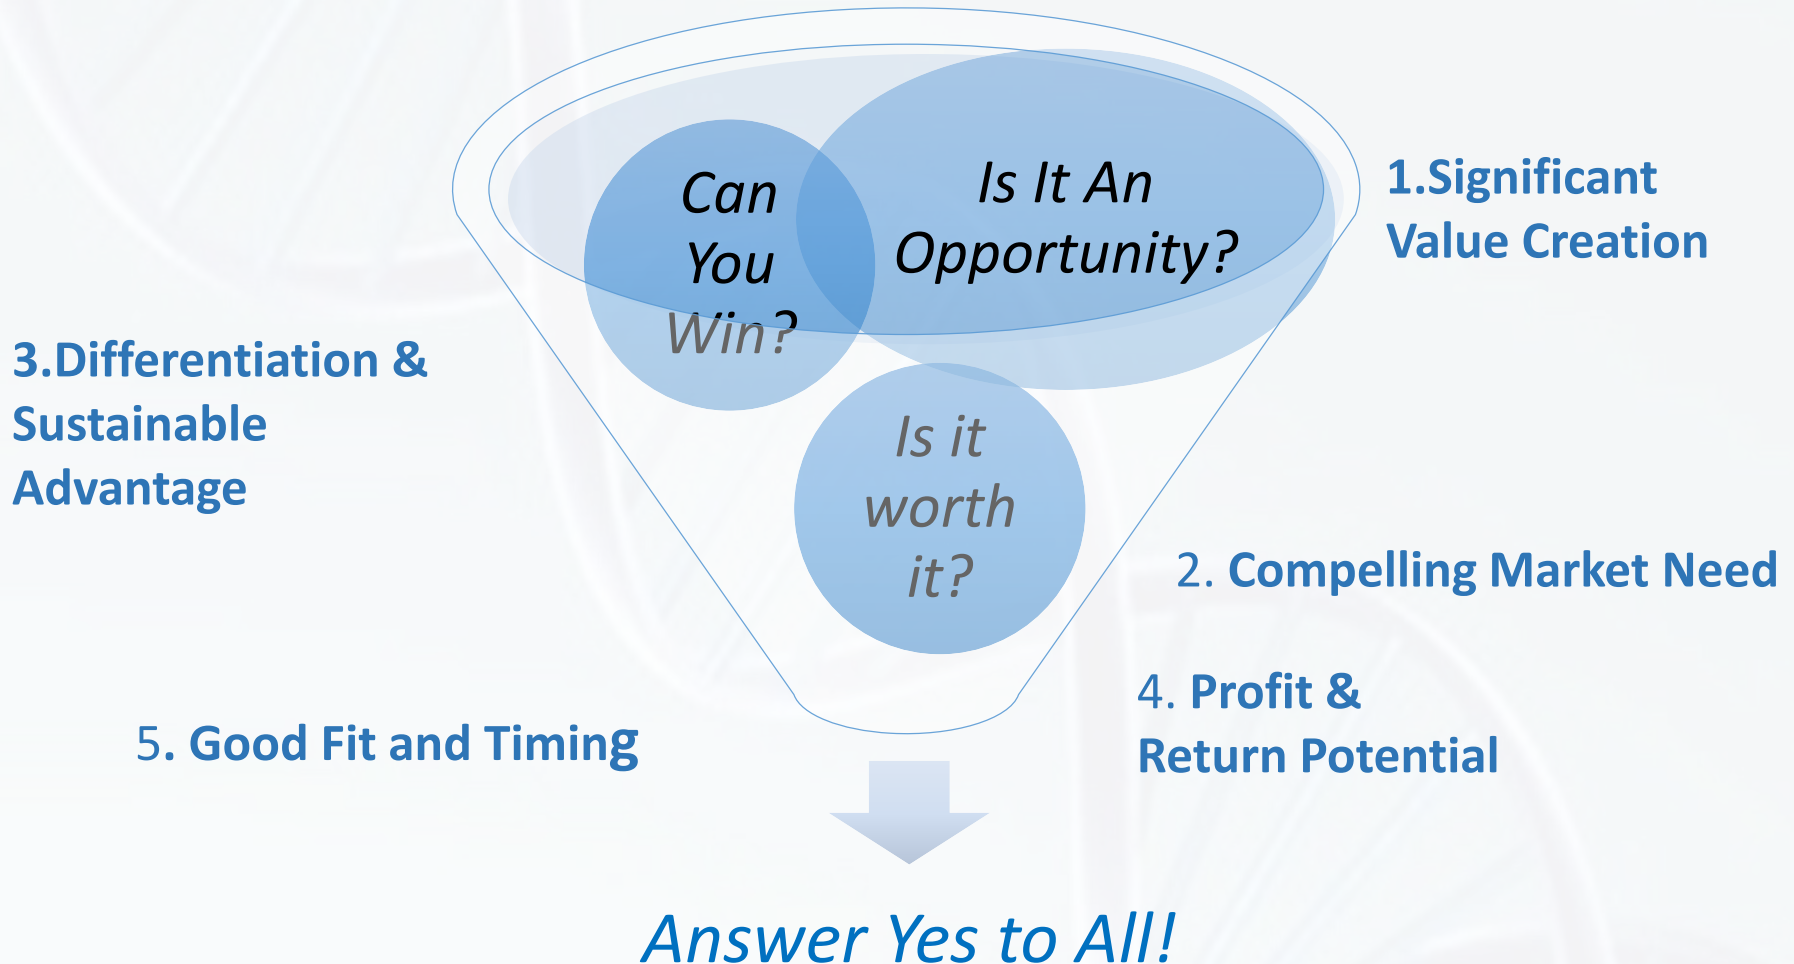 Can
You
Win?
Is It An
Opportunity?
1.Significant
Value Creation
3.Differentiation &
Sustainable
Advantage
Is it
worth
it?
2. Compelling Market Need
4. Profit &
Return Potential
5. Good Fit and Timing
Answer Yes to All!